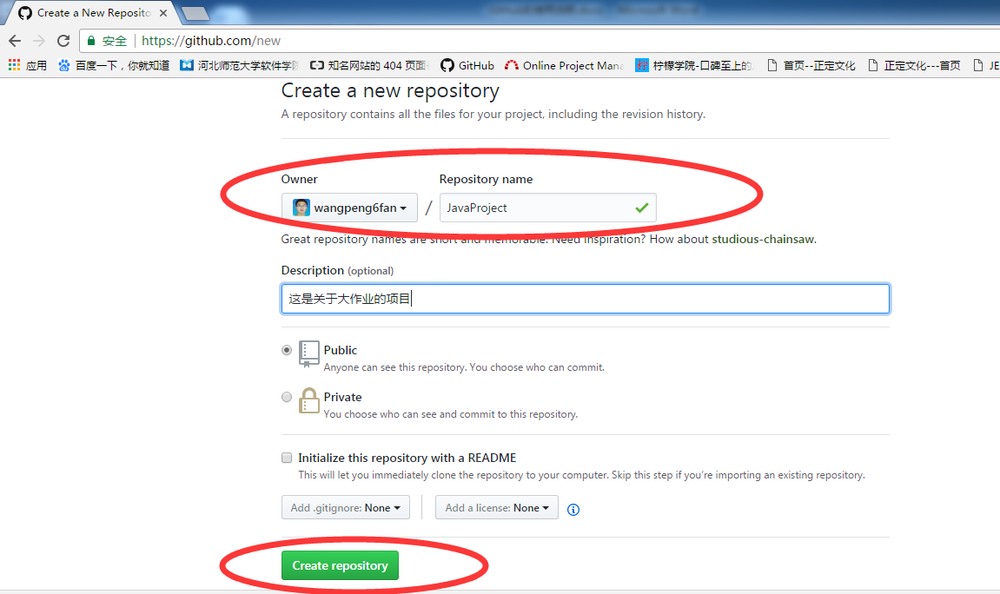 Create a New Reposito
安全 https://github.com/new
应用 百度一下，你就知道 河北师范大学软件学院 知名网站的 404 页面 GitHub Online Project Mana 柠檬学院-口碑至上的 首页--正定文化 正定文化---首页 JE
Create a new repository
A repository contains all the files for your project, including the revision history.
Owner Repository name
wangpeng6fan / JavaProject
Great repository names are short and memorable. Need inspiration? How about studious-chainsaw.
Description (optional)
这是关于大作业的项目
Public
Anyone can see this repository. You choose who can commit.
Private
You choose who can see and commit to this repository.
Initialize this repository with a README
This will let you immediately clone the repository to your computer. Skip this step if you're importing an existing repository.
Add .gitignore: None Add a license: None
Create repository